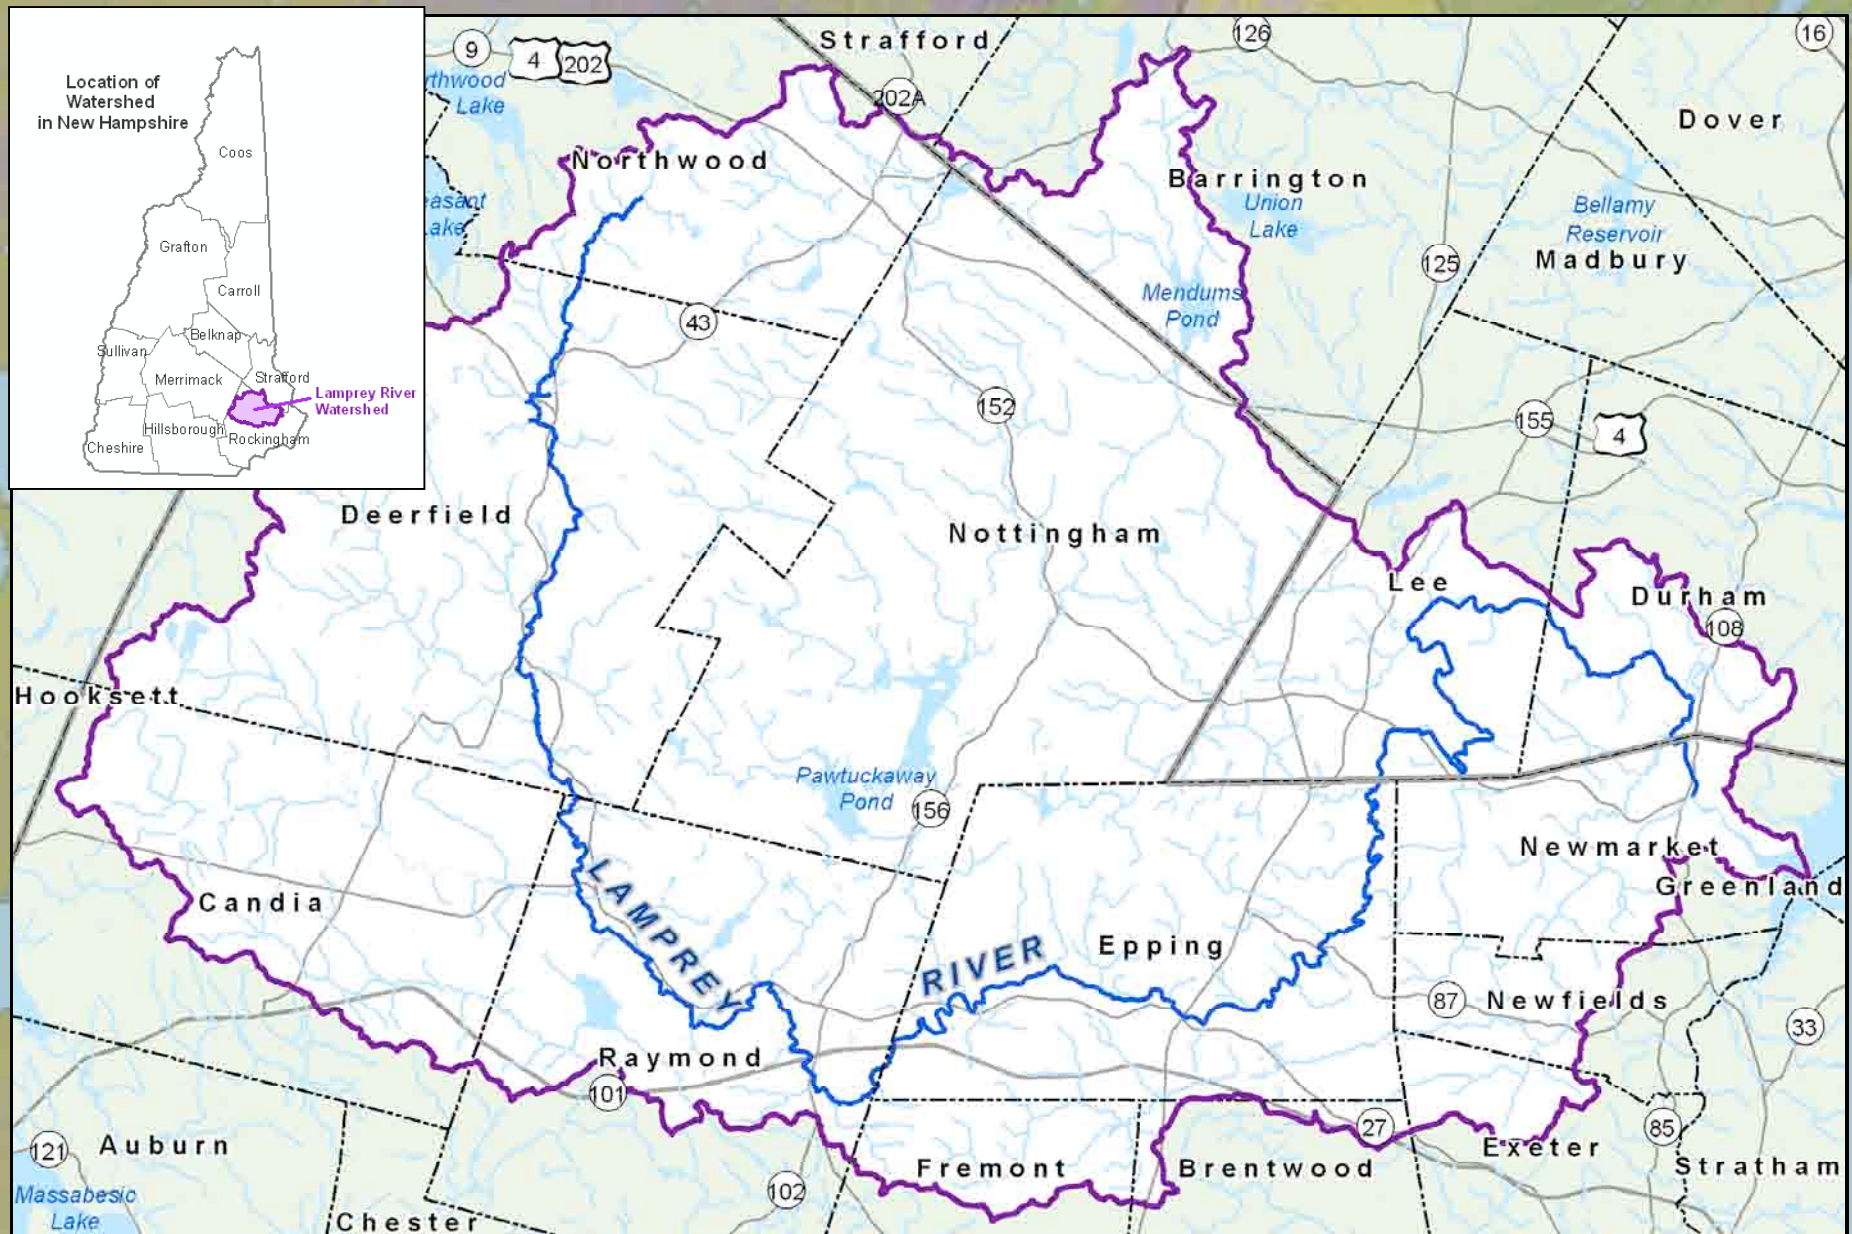 Location of
Watershed
in New Hampshire
Coos
Grafton
Carroll
Belknap
Sullivan
Merrimack
Strafford
Lamprey River
Watershed
Hillsborough
Rockingham
Cheshire
9
4
202
Strafford
126
16
Lake
202A
Dover
Northwood
Barrington
Union
Lake
Bellamy
Reservoir
Madbury
125
Mendums
Pond
43
152
155
4
Deerfield
Nottingham
Lee
Durham
108
Hooksett
Pawtuckaway
Pond
156
Newmarket
Greenland
Candia
LAMPREY
RIVER
Epping
87
Newfields
33
Raymond
101
27
85
121
Auburn
Exeter
Fremont
Brentwood
Stratham
102
Massabesic
Lake
Chester